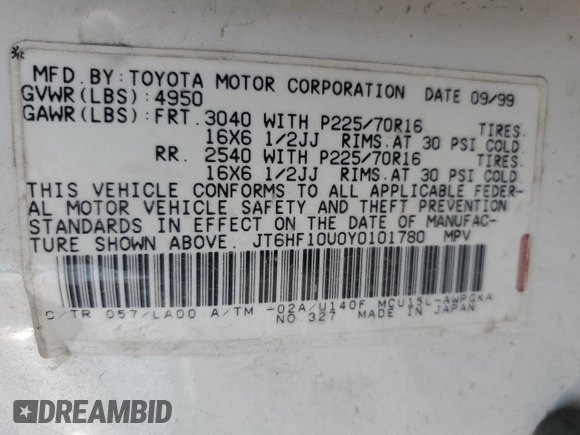 MFD. BY: TOYOTA MOTOR CORPORATION DATE 09/99
GVWR(LBS): 4950
GAWR(LBS): FRT. 3040 WITH P225/70R16 TIRES.
16X6 1/2JJ RIMS. AT 30 PSI COLD.
RR. 2540 WITH P225/70R16 TIRES.
16X6 1/2JJ RIMS. AT 30 PSI COLD.
THIS VEHICLE CONFORMS TO ALL APPLICABLE FEDER-
AL MOTOR VEHICLE SAFETY AND THEFT PREVENTION
STANDARDS IN EFFECT ON THE DATE OF MANUFAC-
TURE SHOWN ABOVE. JT6HF10U0Y0101780 MPV
C/TR 057/LA00 A/TM -02A/U140F MCU15L-AWPGKA
NO.327 MADE IN JAPAN
DREAMBID